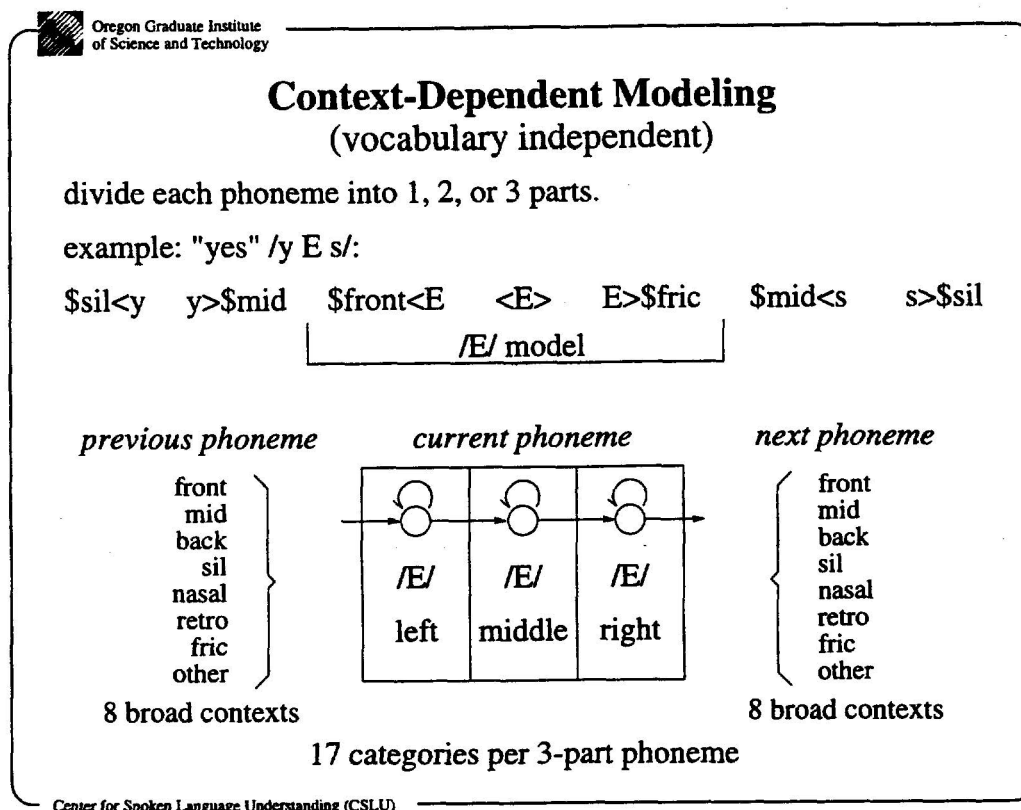 Oregon Graduate Institute
of Science and Technology
Context-Dependent Modeling
(vocabulary independent)
divide each phoneme into 1, 2, or 3 parts.
example: "yes" /y E s/:
$sil<y y>$mid $front<E <E> E>$fric $mid<s s>$sil
/E/ model
previous phoneme current phoneme next phoneme
front
mid
back
sil
nasal
retro
fric
other
8 broad contexts
/E/ /E/ /E/
left middle right
front
mid
back
sil
nasal
retro
fric
other
8 broad contexts
17 categories per 3-part phoneme
Center for Spoken Language Understanding (CSLU)